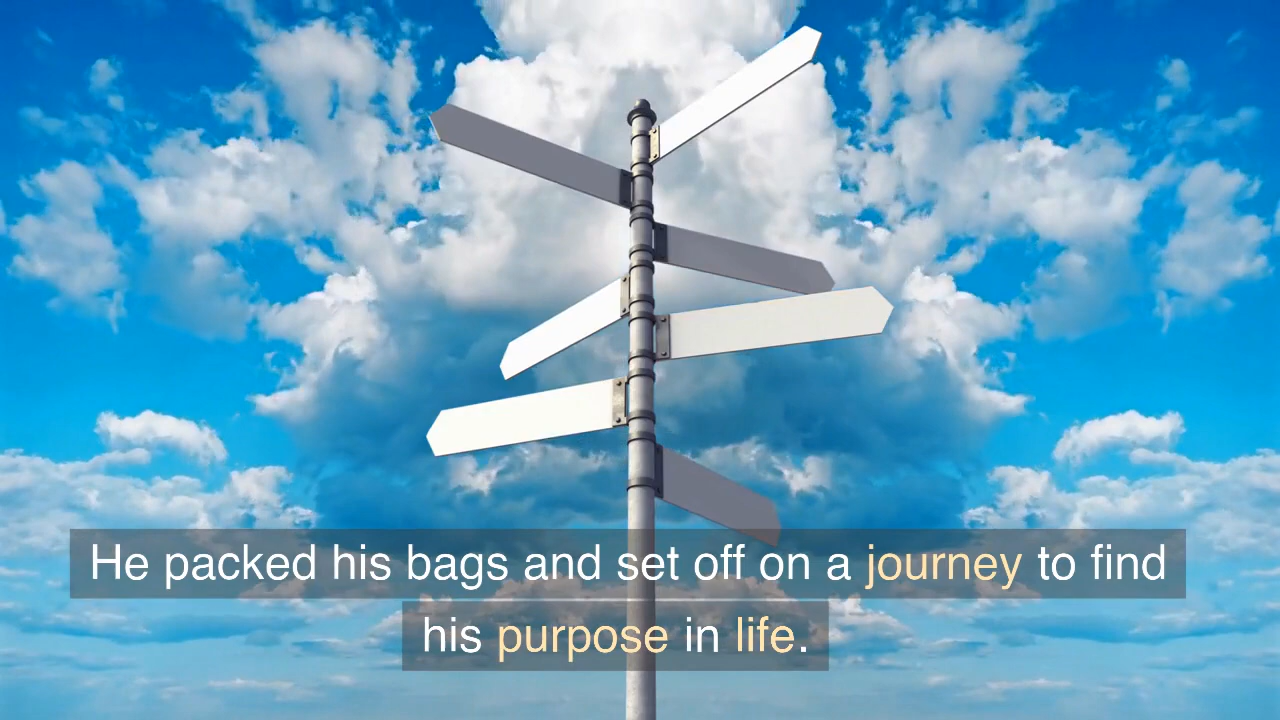 He packed his bags and set off on a journey to find
his purpose in life.